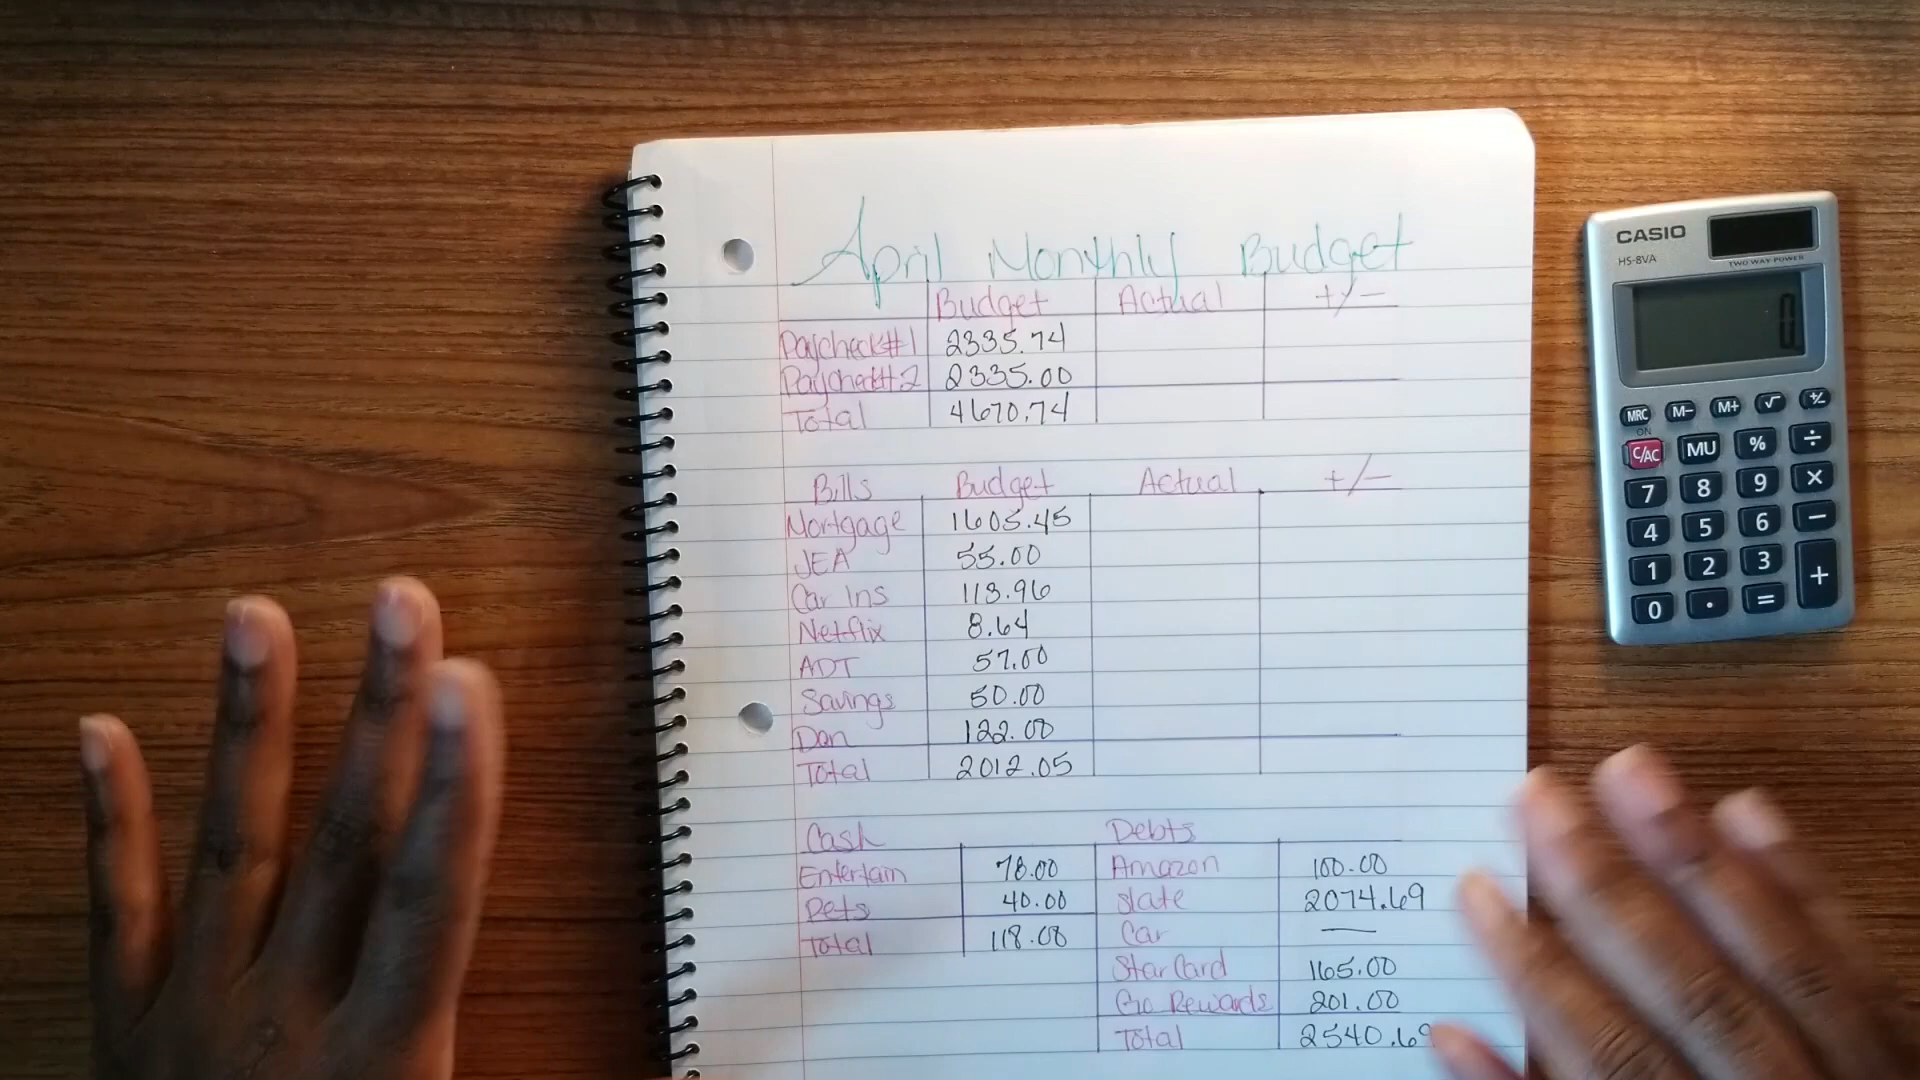 April Monthly Budget
Budget Actual +/-
Paycheck#1 2335.74
Paycheck#2 2335.00
Total 4670.74
Bills Budget Actual +/-
Mortgage 1605.45
JEA 55.00
Car Ins 113.96
Netflix 8.64
ADT 57.00
Savings 50.00
Dan 122.00
Total 2012.05
Cash Debts
Entertain 78.00 Amazon 100.00
Pets 40.00 Slate 2074.69
Total 118.00 Car —
Star Card 165.00
Go Rewards 201.00
Total 2540.69
CASIO
HS-8VA TWO WAY POWER
0
MRC M- M+ √ +/-
ON
C/AC MU % ÷
7 8 9 ×
4 5 6 −
1 2 3 +
0 . =